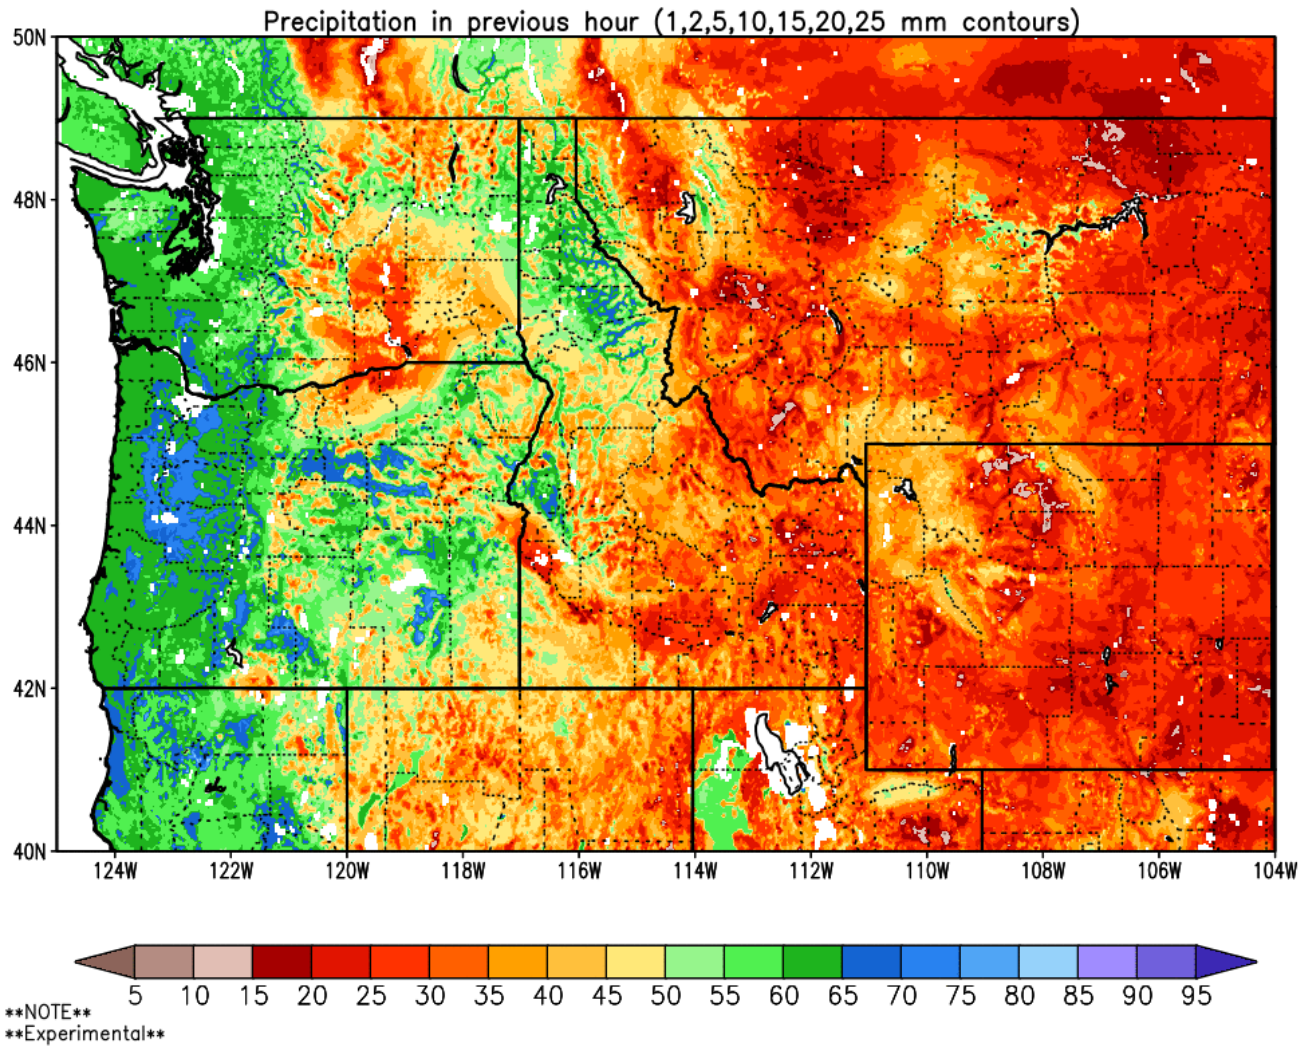 Precipitation in previous hour (1,2,5,10,15,20,25 mm contours)
50N
48N
46N
44N
42N
40N
124W 122W 120W 118W 116W 114W 112W 110W 108W 106W 104W
5 10 15 20 25 30 35 40 45 50 55 60 65 70 75 80 85 90 95
**NOTE**
**Experimental**